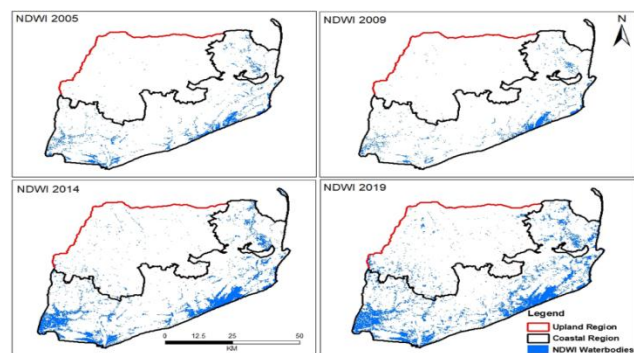 NDWI 2005
NDWI 2009
N
NDWI 2014
NDWI 2019
0 12.5 25 50
KM
Legend
Upland Region
Coastal Region
NDWI Waterbodies